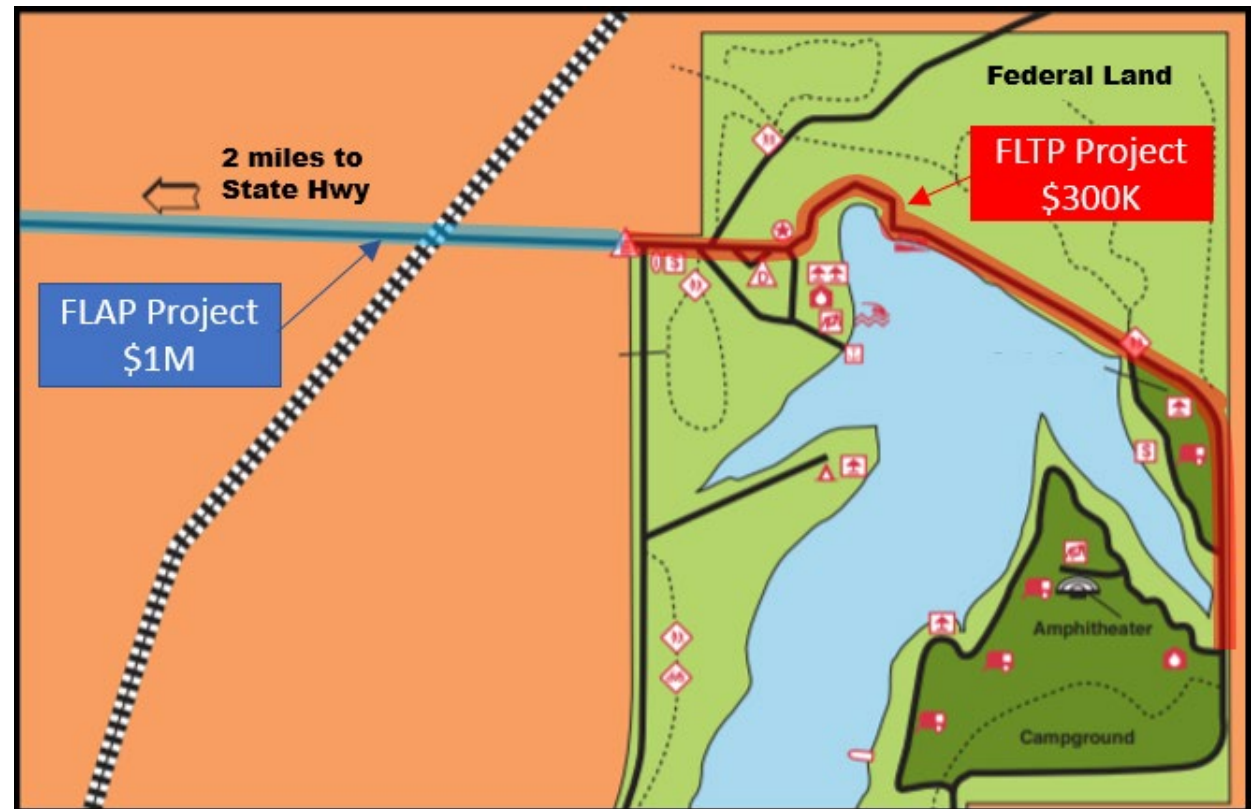 Federal Land
FLTP Project
$300K
2 miles to
State Hwy
FLAP Project
$1M
$
D
$
Amphitheater
Campground